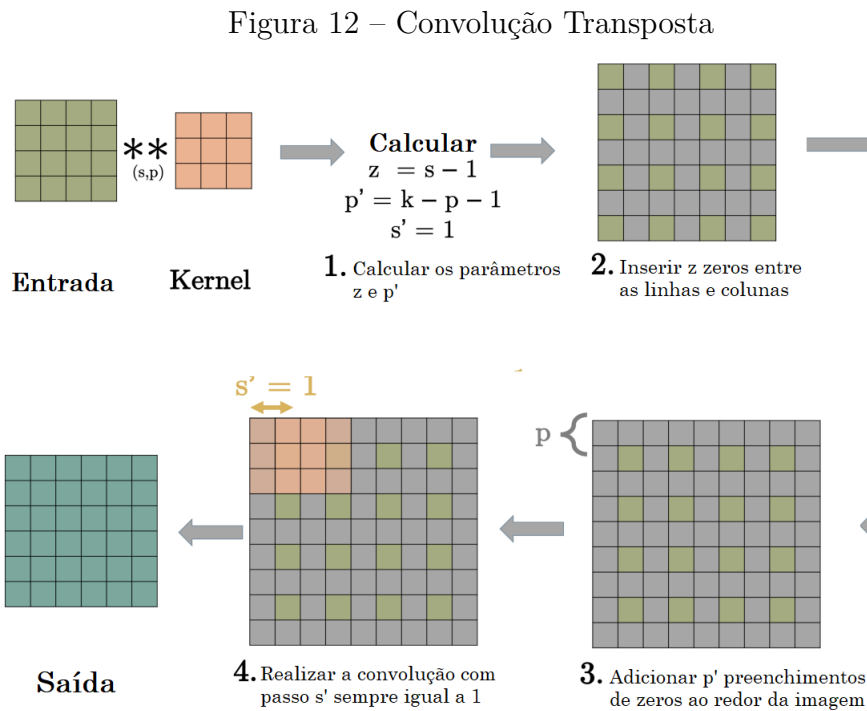 Figura 12 – Convolução Transposta
**
(s,p)
Calcular
z = s − 1
p' = k − p − 1
s' = 1
Entrada
Kernel
1. Calcular os parâmetros
z e p'
2. Inserir z zeros entre
as linhas e colunas
s' = 1
p {
Saída
4. Realizar a convolução com
passo s' sempre igual a 1
3. Adicionar p' preenchimentos
de zeros ao redor da imagem